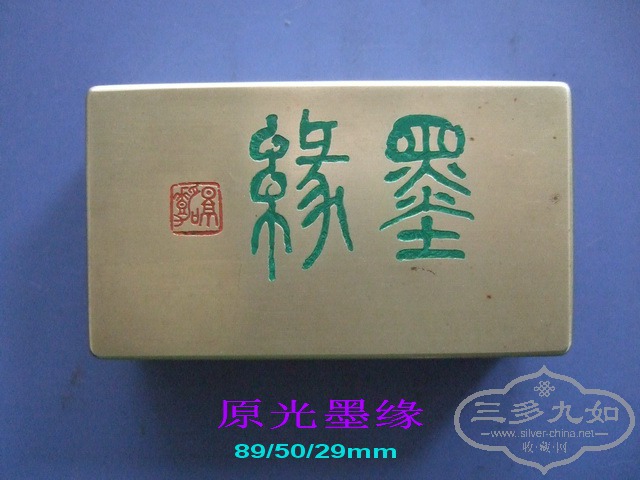 墨緣
原光墨缘
89/50/29mm
三多九如
www.silver-china.net
收·藏·网